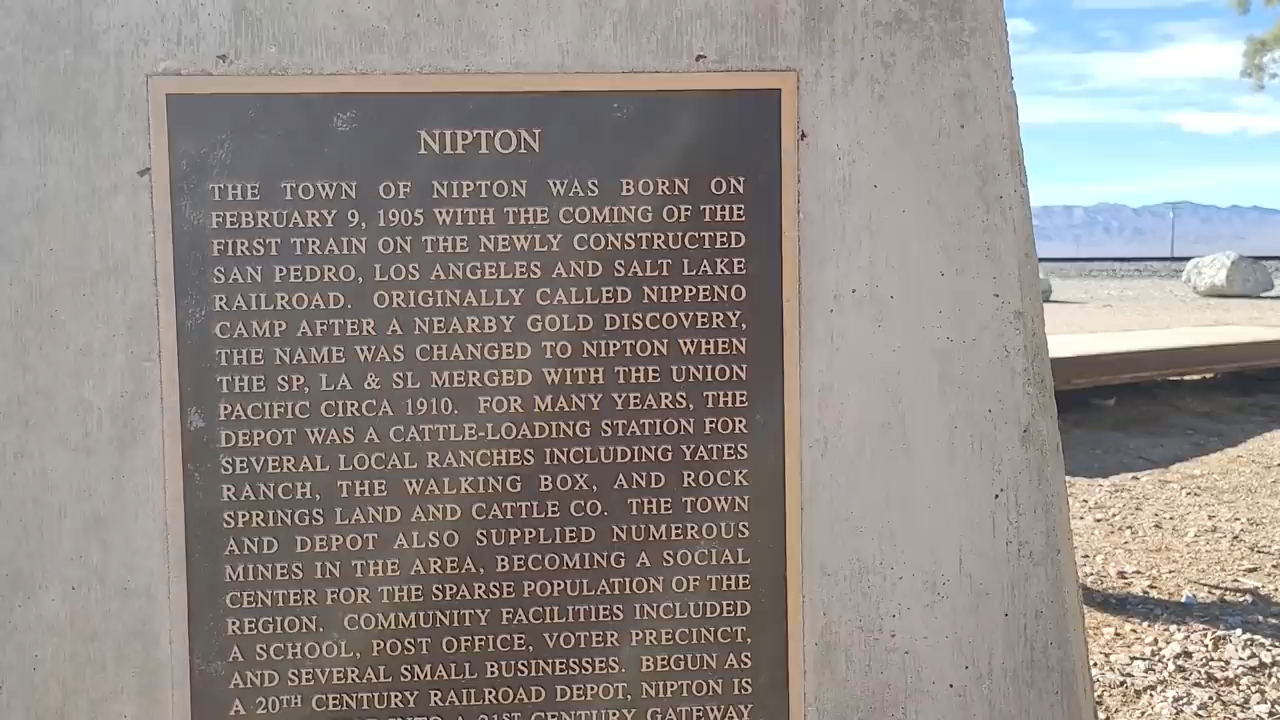 NIPTON
THE TOWN OF NIPTON WAS BORN ON
FEBRUARY 9, 1905 WITH THE COMING OF THE
FIRST TRAIN ON THE NEWLY CONSTRUCTED
SAN PEDRO, LOS ANGELES AND SALT LAKE
RAILROAD. ORIGINALLY CALLED NIPPENO
CAMP AFTER A NEARBY GOLD DISCOVERY,
THE NAME WAS CHANGED TO NIPTON WHEN
THE SP, LA & SL MERGED WITH THE UNION
PACIFIC CIRCA 1910. FOR MANY YEARS, THE
DEPOT WAS A CATTLE-LOADING STATION FOR
SEVERAL LOCAL RANCHES INCLUDING YATES
RANCH, THE WALKING BOX, AND ROCK
SPRINGS LAND AND CATTLE CO. THE TOWN
AND DEPOT ALSO SUPPLIED NUMEROUS
MINES IN THE AREA, BECOMING A SOCIAL
CENTER FOR THE SPARSE POPULATION OF THE
REGION. COMMUNITY FACILITIES INCLUDED
A SCHOOL, POST OFFICE, VOTER PRECINCT,
AND SEVERAL SMALL BUSINESSES. BEGUN AS
A 20TH CENTURY RAILROAD DEPOT, NIPTON IS
INTO A 21ST CENTURY GATEWAY